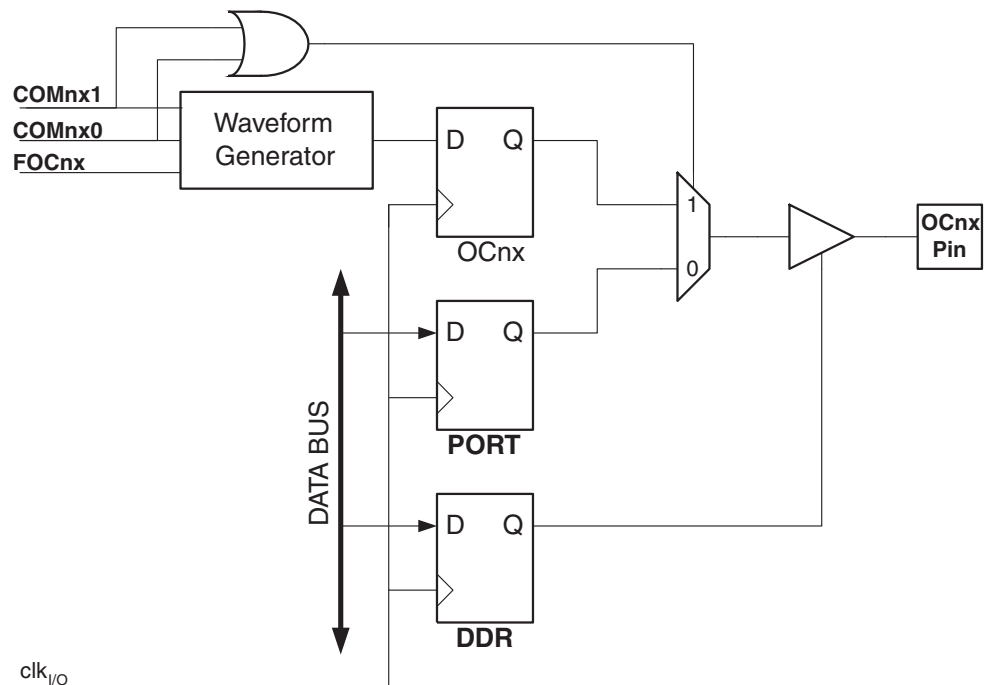 COMnx1
COMnx0
FOCnx
Waveform
Generator
D Q
OCnx
1
0
OCnx
Pin
DATA BUS
D Q
PORT
D Q
DDR
clkI/O